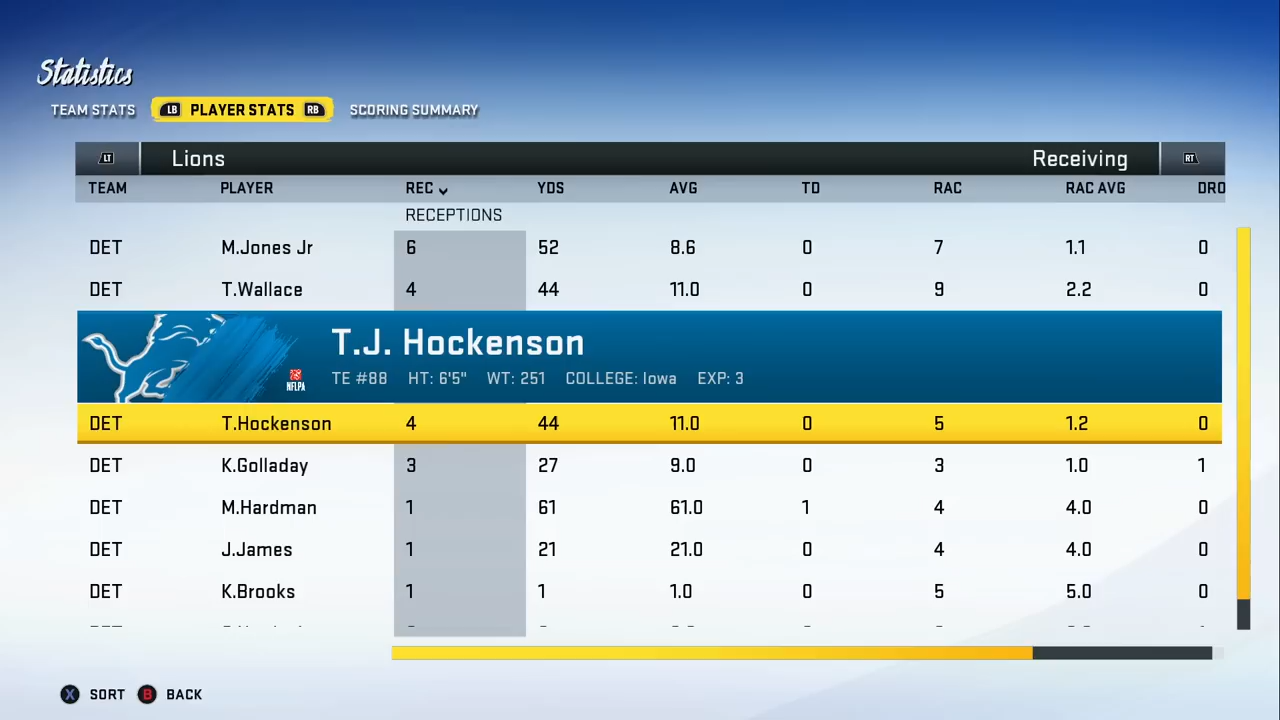 Statistics
TEAM STATS LB PLAYER STATS RB SCORING SUMMARY
LT Lions Receiving RT
TEAM PLAYER REC YDS AVG TD RAC RAC AVG DRO
RECEPTIONS
DET M.Jones Jr 6 52 8.6 0 7 1.1 0
DET T.Wallace 4 44 11.0 0 9 2.2 0
T.J. Hockenson
NFLPA TE #88 HT: 6'5" WT: 251 COLLEGE: Iowa EXP: 3
DET T.Hockenson 4 44 11.0 0 5 1.2 0
DET K.Golladay 3 27 9.0 0 3 1.0 1
DET M.Hardman 1 61 61.0 1 4 4.0 0
DET J.James 1 21 21.0 0 4 4.0 0
DET K.Brooks 1 1 1.0 0 5 5.0 0
X SORT B BACK